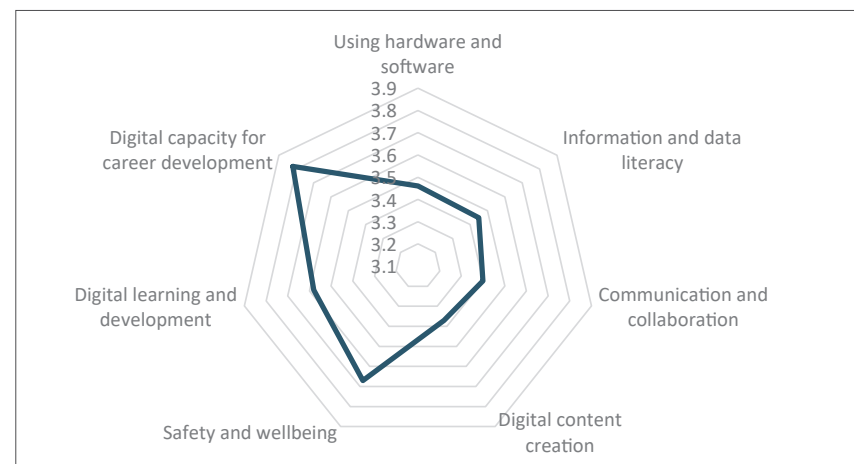 Using hardware and
software
3.9
3.8
3.7
3.6
3.5
3.4
3.3
3.2
3.1
Information and data
literacy
Communication and
collaboration
Digital content
creation
Safety and wellbeing
Digital learning and
development
Digital capacity for
career development